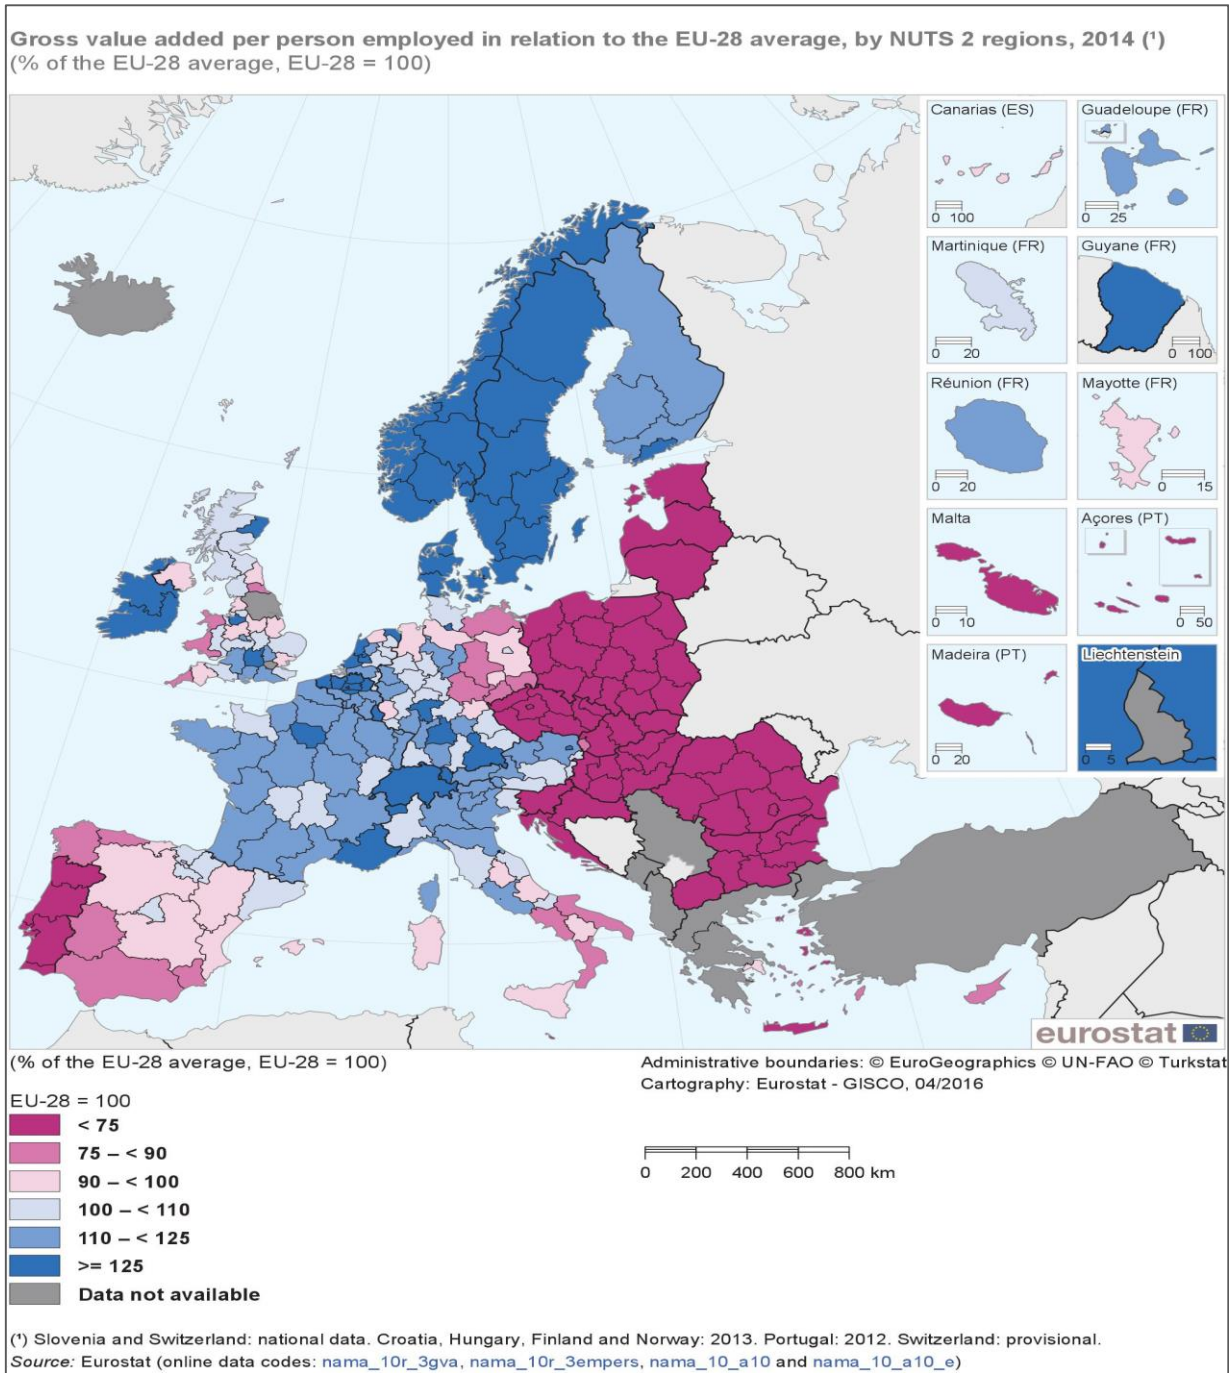 Gross value added per person employed in relation to the EU-28 average, by NUTS 2 regions, 2014 (¹)
(% of the EU-28 average, EU-28 = 100)
Canarias (ES)
0 100
Guadeloupe (FR)
0 25
Martinique (FR)
0 20
Guyane (FR)
0 100
Réunion (FR)
0 20
Mayotte (FR)
0 15
Malta
0 10
Açores (PT)
0 50
Madeira (PT)
0 20
Liechtenstein
0 5
eurostat
(% of the EU-28 average, EU-28 = 100)
Administrative boundaries: © EuroGeographics © UN-FAO © Turkstat
Cartography: Eurostat - GISCO, 04/2016
EU-28 = 100
< 75
75 – < 90
90 – < 100
100 – < 110
110 – < 125
>= 125
Data not available
0 200 400 600 800 km
(¹) Slovenia and Switzerland: national data. Croatia, Hungary, Finland and Norway: 2013. Portugal: 2012. Switzerland: provisional.
Source: Eurostat (online data codes: nama_10r_3gva, nama_10r_3empers, nama_10_a10 and nama_10_a10_e)